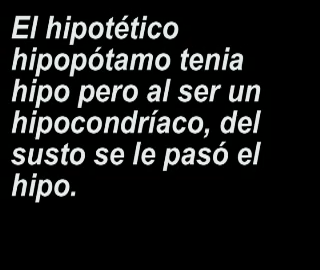 El hipotético
hipopótamo tenia
hipo pero al ser un
hipocondríaco, del
susto se le pasó el
hipo.